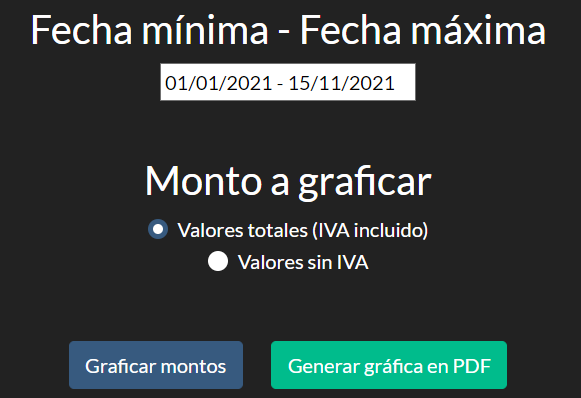 Fecha mínima - Fecha máxima
01/01/2021 - 15/11/2021
Monto a graficar
Valores totales (IVA incluido)
Valores sin IVA
Graficar montos
Generar gráfica en PDF